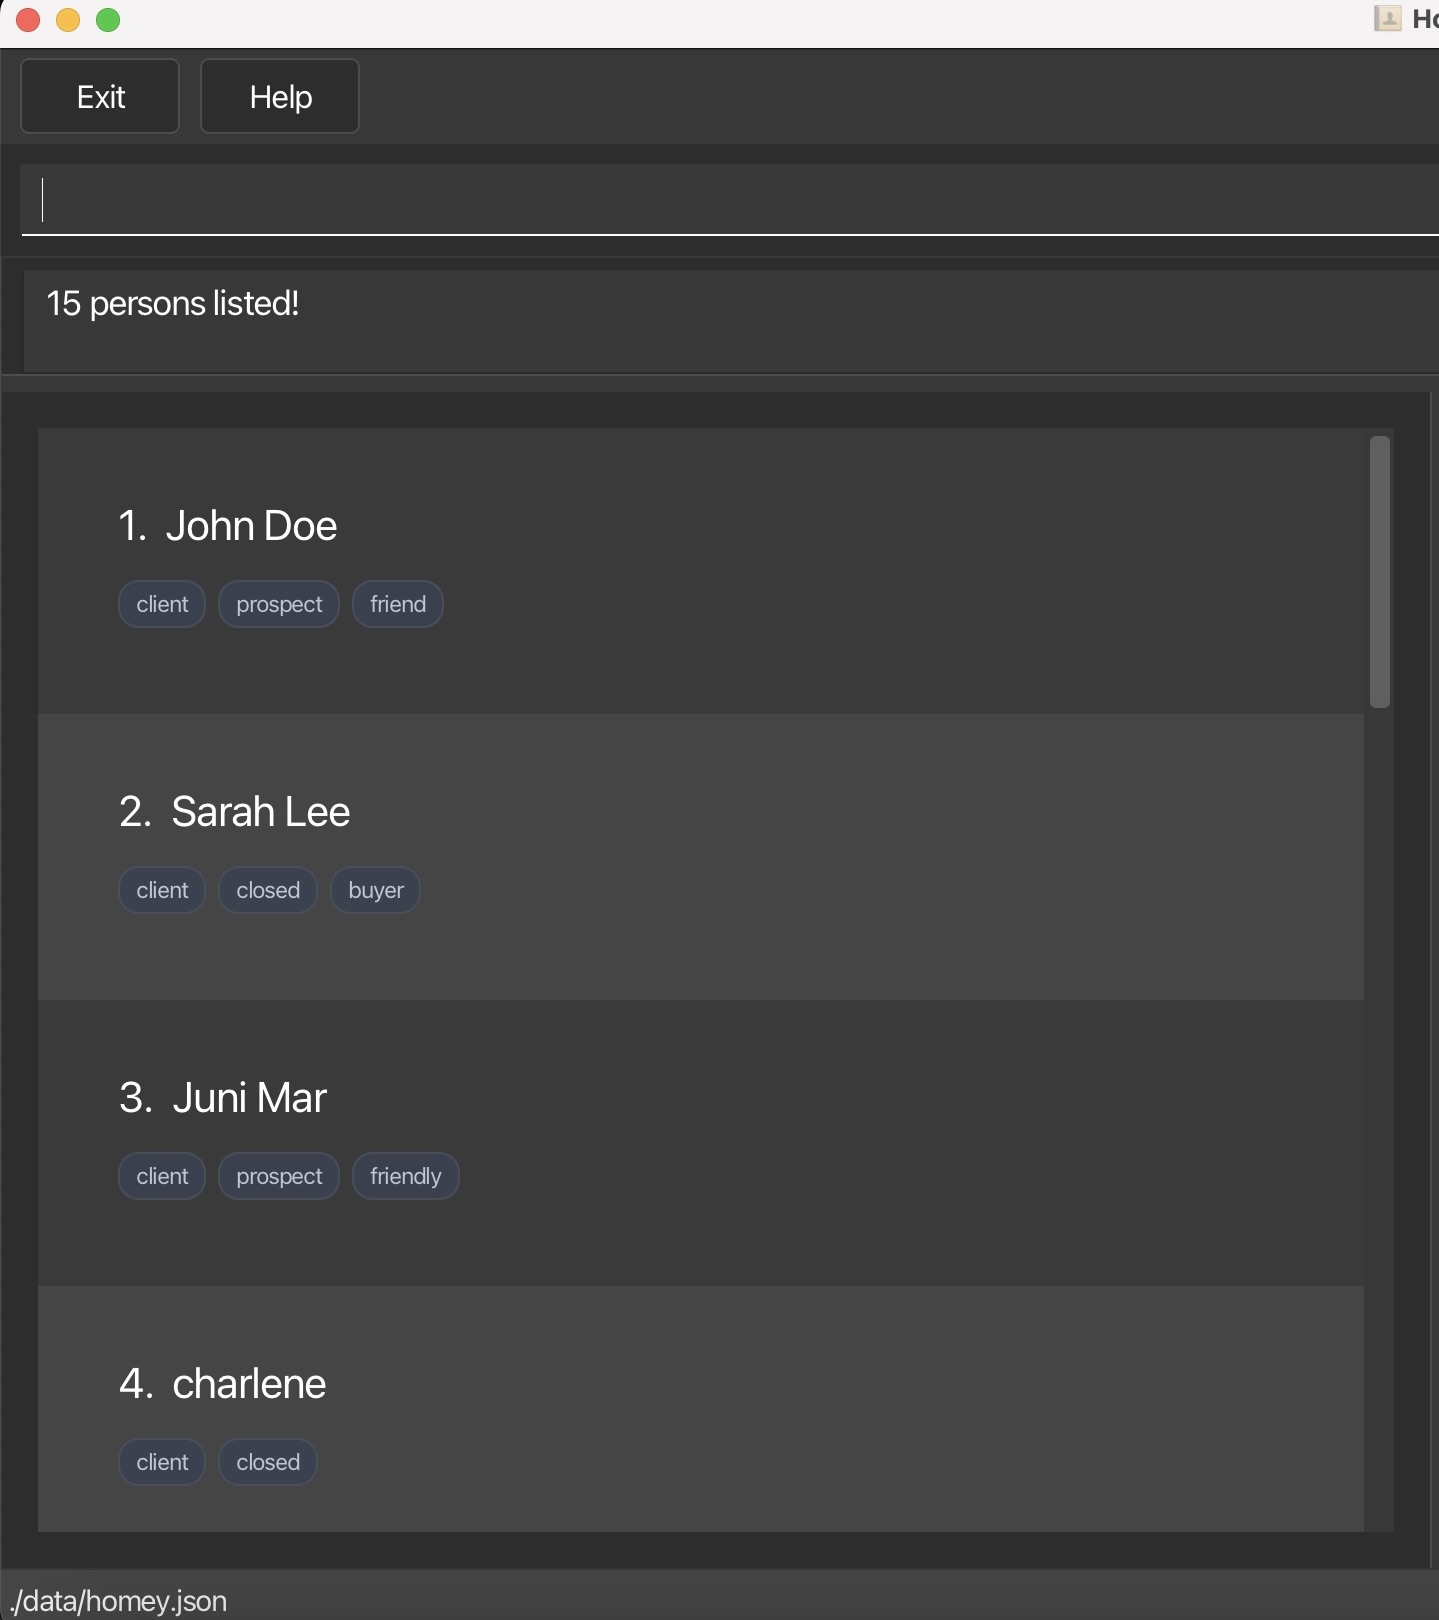 Exit Help
15 persons listed!
1. John Doe
client prospect friend
2. Sarah Lee
client closed buyer
3. Juni Mar
client prospect friendly
4. charlene
client closed
./data/homey.json